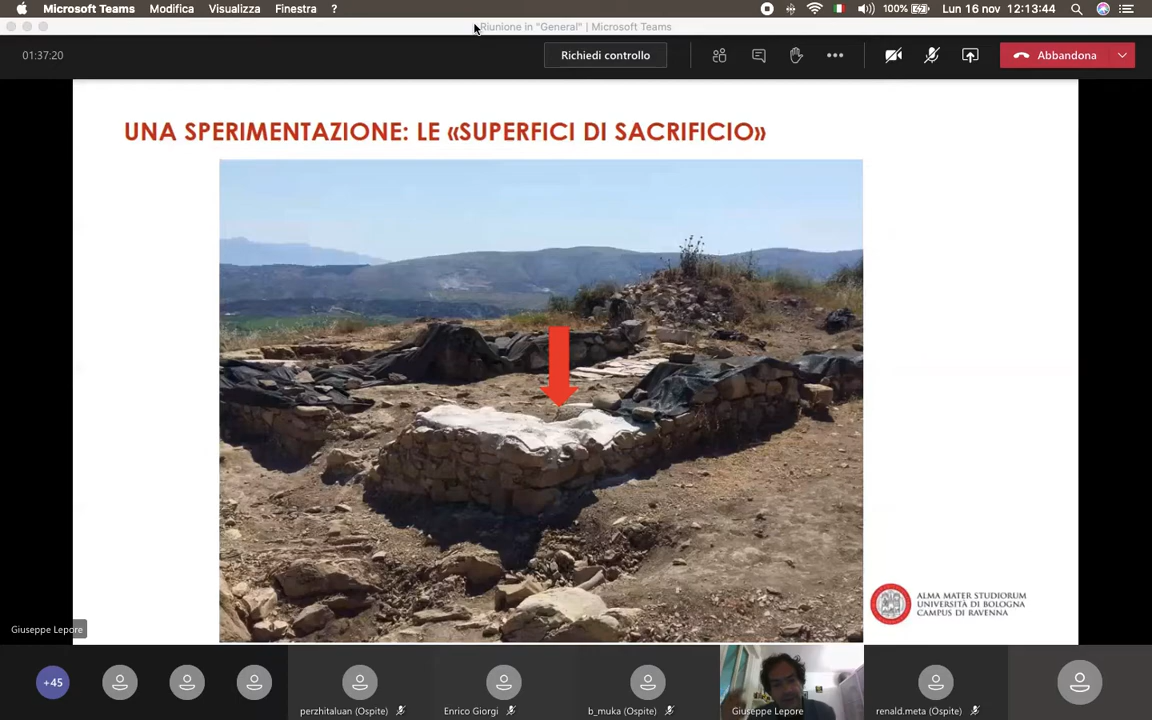 Microsoft Teams Modifica Visualizza Finestra ? 100% Lun 16 nov 12:13:44
Riunione in "General" | Microsoft Teams
01:37:20 Richiedi controllo Abbandona
UNA SPERIMENTAZIONE: LE «SUPERFICI DI SACRIFICIO»
ALMA MATER STUDIORUM
UNIVERSITÀ DI BOLOGNA
CAMPUS DI RAVENNA
Giuseppe Lepore
+45
perzhitaluan (Ospite) Enrico Giorgi b_muka (Ospite) Giuseppe Lepore renald.meta (Ospite)